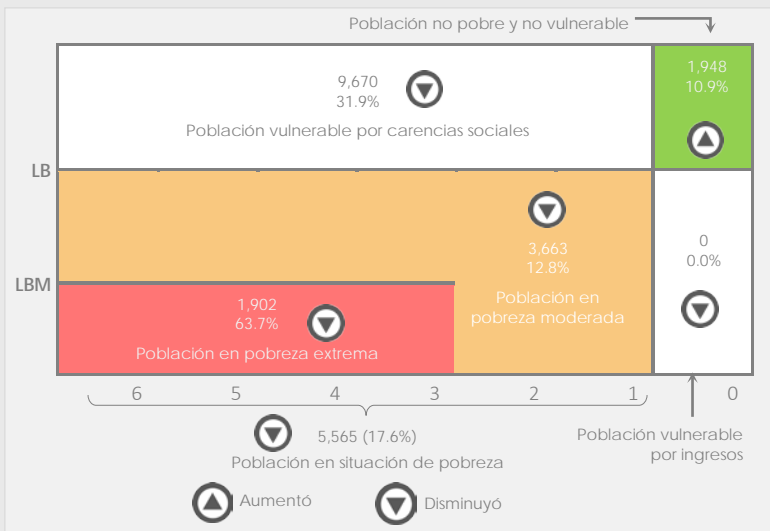 Población no pobre y no vulnerable
1,948
10.9%
9,670
31.9%
Población vulnerable por carencias sociales
LB
3,663
12.8%
Población en
pobreza moderada
0
0.0%
LBM
1,902
63.7%
Población en pobreza extrema
6 5 4 3 2 1 0
5,565 (17.6%)
Población en situación de pobreza
Población vulnerable
por ingresos
Aumentó
Disminuyó